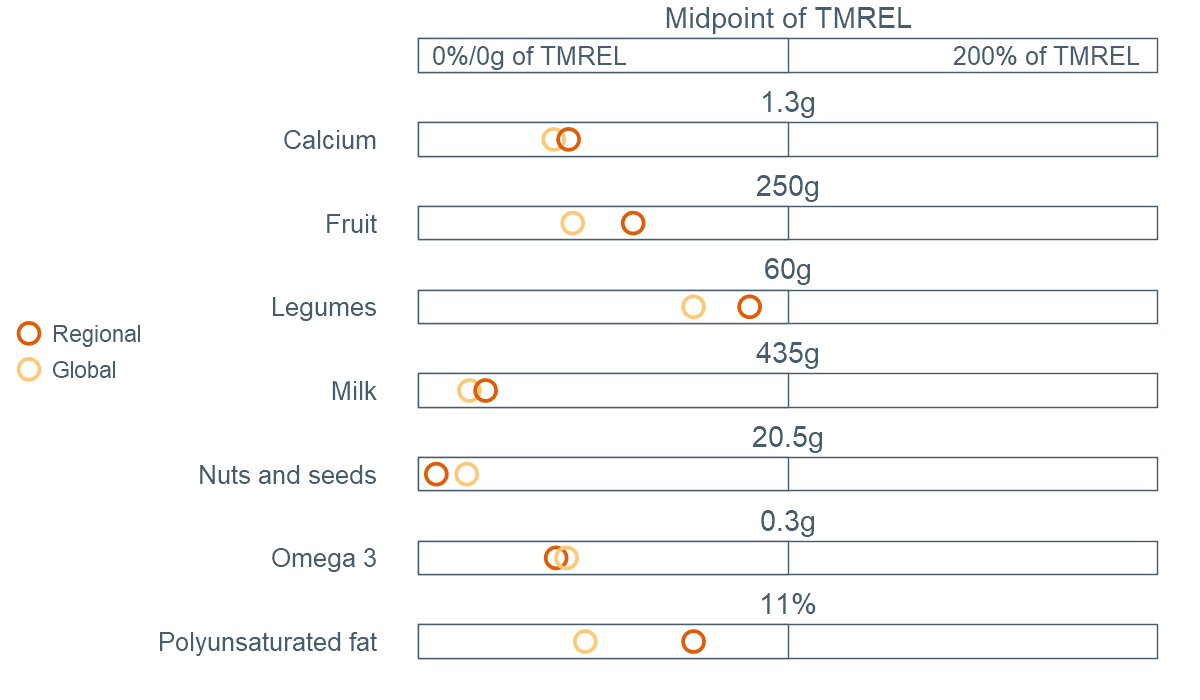 Midpoint of TMREL
0%/0g of TMREL
200% of TMREL
1.3g
Calcium
250g
Fruit
60g
Legumes
Regional
Global
435g
Milk
20.5g
Nuts and seeds
0.3g
Omega 3
11%
Polyunsaturated fat